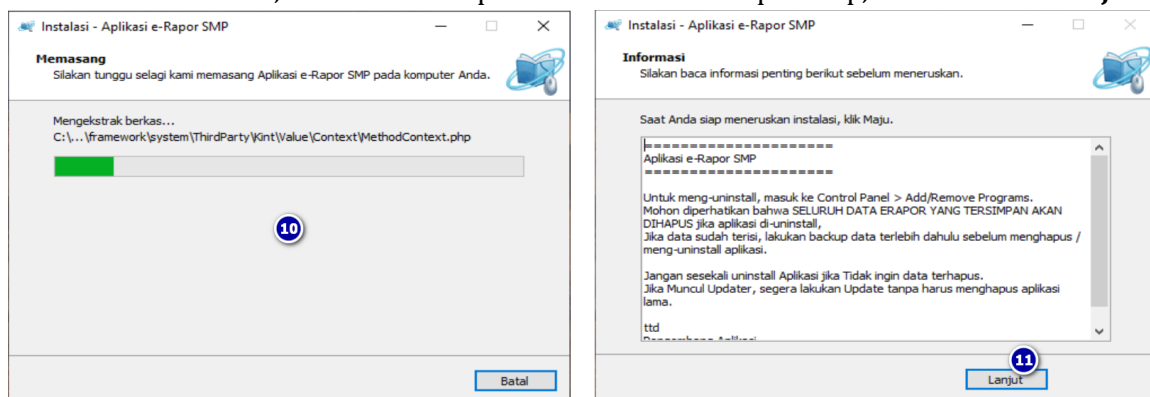 Instalasi - Aplikasi e-Rapor SMP
Memasang
Silakan tunggu selagi kami memasang Aplikasi e-Rapor SMP pada komputer Anda.
Mengekstrak berkas...
C:\...\framework\system\ThirdParty\Kint\Value\Context\MethodContext.php
10
Batal
Instalasi - Aplikasi e-Rapor SMP
Informasi
Silakan baca informasi penting berikut sebelum meneruskan.
Saat Anda siap meneruskan instalasi, klik Maju.
=====================
Aplikasi e-Rapor SMP
=====================
Untuk meng-uninstall, masuk ke Control Panel > Add/Remove Programs.
Mohon diperhatikan bahwa SELURUH DATA ERAPOR YANG TERSIMPAN AKAN
DIHAPUS jika aplikasi di-uninstall,
Jika data sudah terisi, lakukan backup data terlebih dahulu sebelum menghapus /
meng-uninstall aplikasi.
Jangan sesekali uninstall Aplikasi jika Tidak ingin data terhapus.
Jika Muncul Updater, segera lakukan Update tanpa harus menghapus aplikasi
lama.
ttd
Pengembang Aplikasi
11
Lanjut